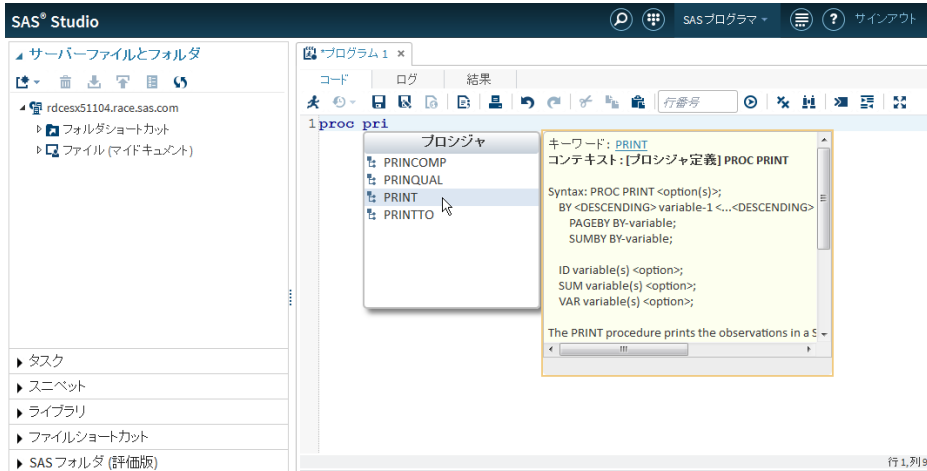 SAS® Studio
SASプログラマ
サインアウト
サーバーファイルとフォルダ
rdcesx51104.race.sas.com
フォルダショートカット
ファイル (マイドキュメント)
タスク
スニペット
ライブラリ
ファイルショートカット
SAS フォルダ (評価版)
*プログラム 1 ×
コード ログ 結果
行番号
1 proc pri
プロシジャ
PRINCOMP
PRINQUAL
PRINT
PRINTTO
キーワード: PRINT
コンテキスト: [プロシジャ定義] PROC PRINT
Syntax: PROC PRINT <option(s)>;
BY <DESCENDING> variable-1 <...<DESCENDING>
PAGEBY BY-variable;
SUMBY BY-variable;
ID variable(s) <option>;
SUM variable(s) <option>;
VAR variable(s) <option>;
The PRINT procedure prints the observations in a S
行 1,列 9